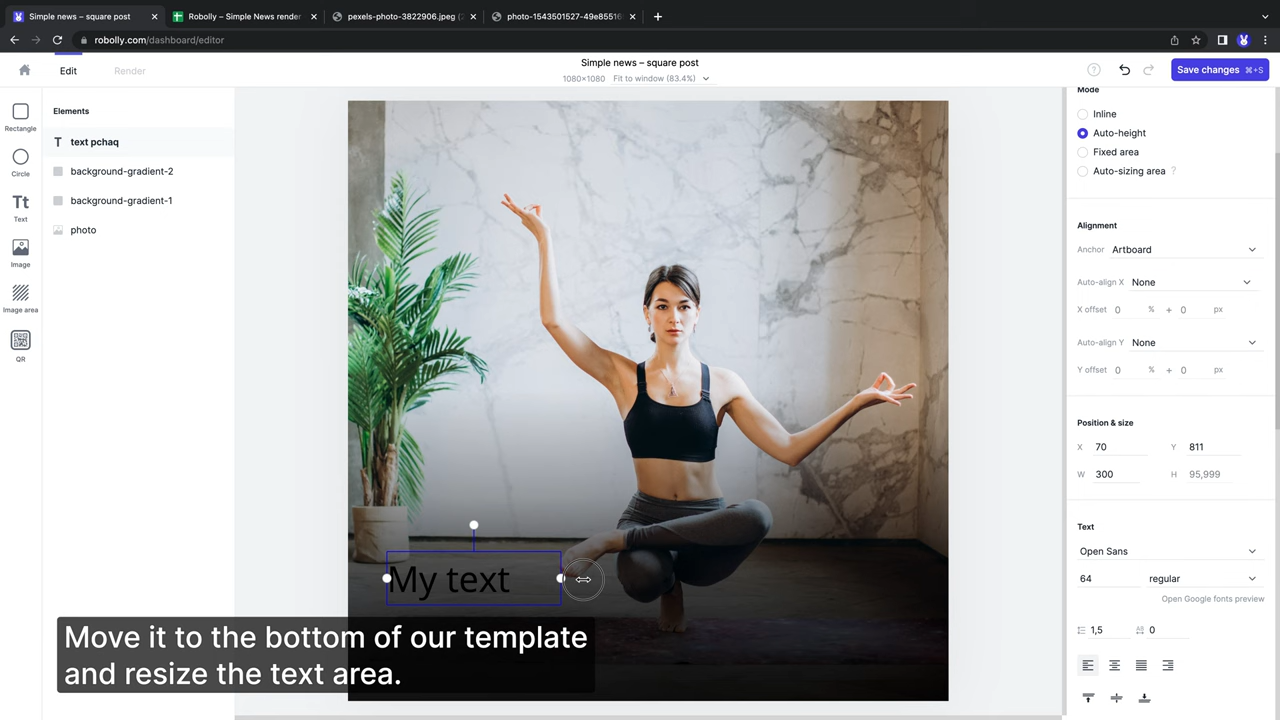 Simple news – square post
Robolly – Simple News render
pexels-photo-3822906.jpeg (2
photo-1543501527-49e85516
robolly.com/dashboard/editor
Edit
Render
Simple news – square post
1080×1080 Fit to window (83.4%)
Save changes ⌘+S
Rectangle
Circle
Tt
Text
Image
Image area
QR
Elements
T text pchaq
background-gradient-2
background-gradient-1
photo
My text
Move it to the bottom of our template
and resize the text area.
Mode
Inline
Auto-height
Fixed area
Auto-sizing area ?
Alignment
Anchor Artboard
Auto-align X None
X offset 0 % + 0 px
Auto-align Y None
Y offset 0 % + 0 px
Position & size
X 70 Y 811
W 300 H 95,999
Text
Open Sans
64 regular
Open Google fonts preview
1,5 AB 0